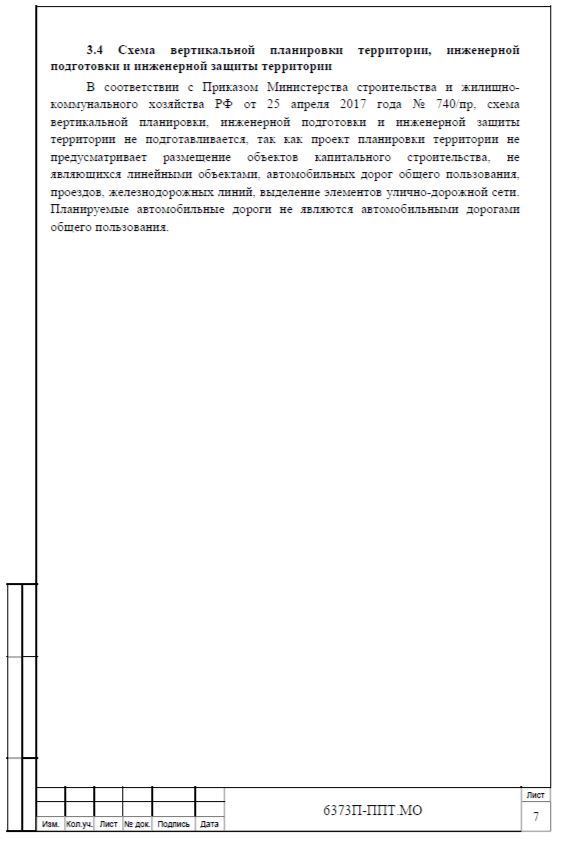 3.4 Схема вертикальной планировки территории, инженерной
подготовки и инженерной защиты территории
В соответствии с Приказом Министерства строительства и жилищно-
коммунального хозяйства РФ от 25 апреля 2017 года № 740/пр, схема
вертикальной планировки, инженерной подготовки и инженерной защиты
территории не подготавливается, так как проект планировки территории не
предусматривает размещение объектов капитального строительства, не
являющихся линейными объектами, автомобильных дорог общего пользования,
проездов, железнодорожных линий, выделение элементов улично-дорожной сети.
Планируемые автомобильные дороги не являются автомобильными дорогами
общего пользования.
6373П-ППТ.МО
Лист
7
Изм. Кол.уч. Лист № док. Подпись Дата